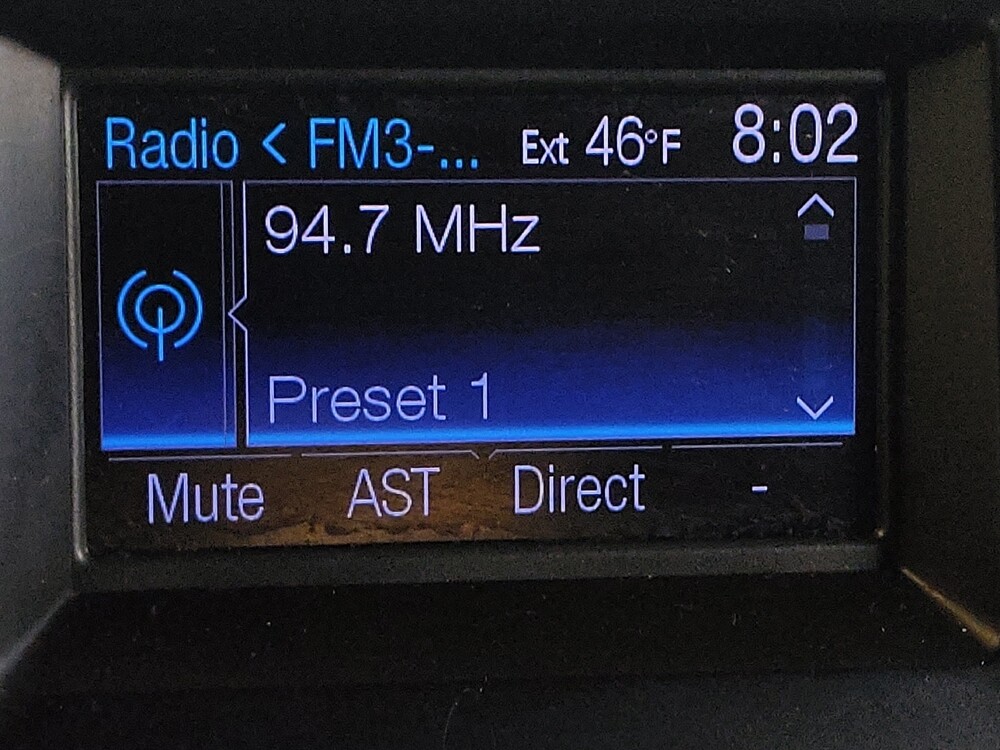 Radio < FM3-... Ext 46°F 8:02
94.7 MHz
Preset 1
Mute AST Direct -